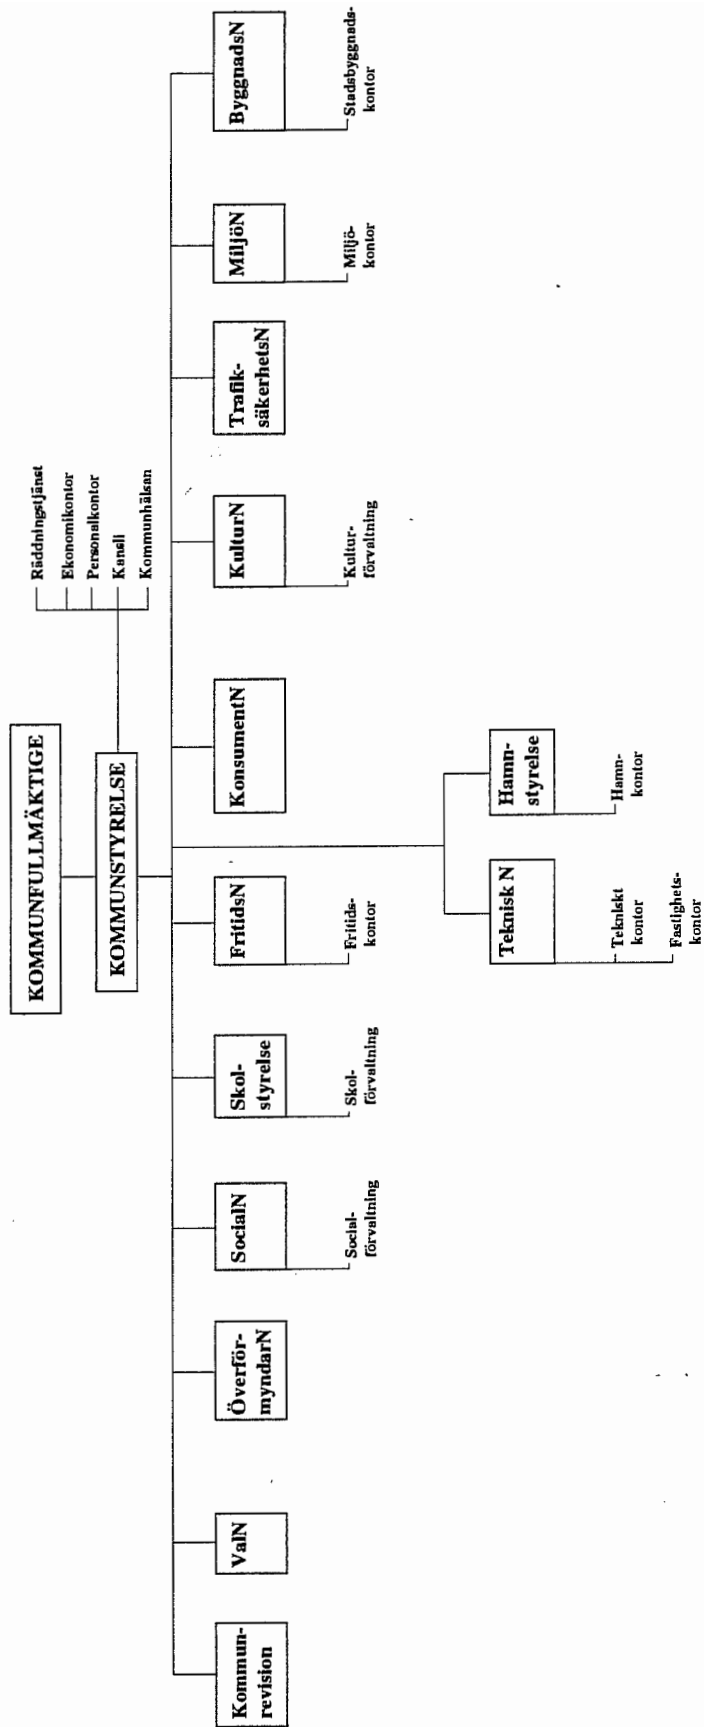 KOMMUNFULLMÄKTIGE
KOMMUNSTYRELSE
Räddningstjänst
Ekonomikontor
Personalkontor
Kansli
Kommunhälsan
Kommun-
revision
ValN
Överför-
myndarN
SocialN
Social-
förvaltning
Skol-
styrelse
Skol-
förvaltning
FritidsN
Fritids-
kontor
KonsumentN
KulturN
Kultur-
förvaltning
Trafik-
säkerhetsN
MiljöN
Miljö-
kontor
ByggnadsN
Stadsbyggnads-
kontor
Teknisk N
Tekniskt
kontor
Fastighets-
kontor
Hamn-
styrelse
Hamn-
kontor